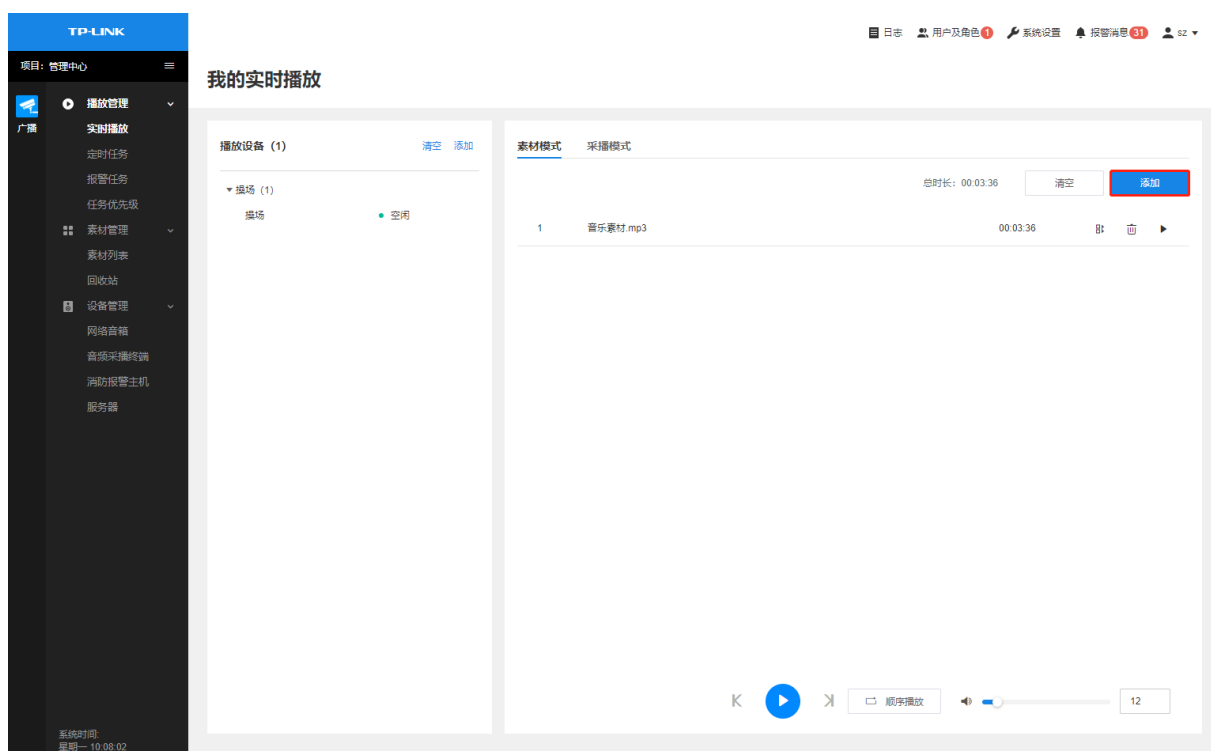 TP-LINK
日志 用户及角色 1 系统设置 报警消息 31 sz
项目: 管理中心
我的实时播放
广播
播放管理
实时播放
定时任务
报警任务
任务优先级
素材管理
素材列表
回收站
设备管理
网络音箱
音频采播终端
消防报警主机
服务器
系统时间:
星期一 10:08:02
播放设备 (1) 清空 添加
操场 (1)
操场 空闲
素材模式 采播模式
总时长: 00:03:36 清空 添加
1 音乐素材.mp3 00:03:36
顺序播放 12